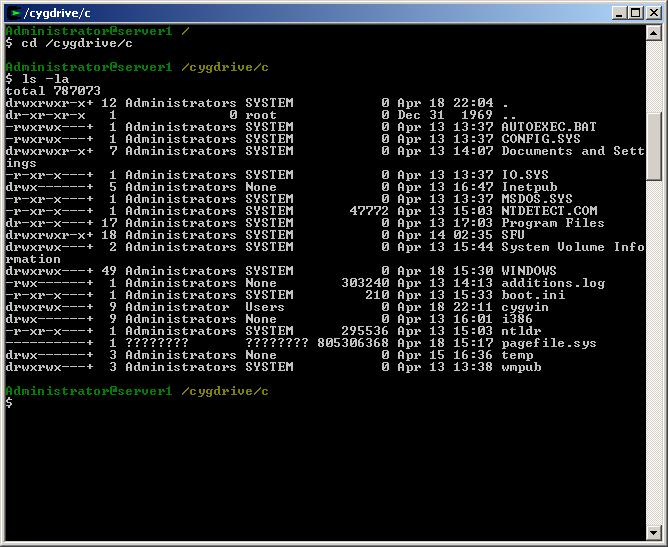 /cygdrive/c
Administrator@server1 /
$ cd /cygdrive/c
Administrator@server1 /cygdrive/c
$ ls -la
total 787073
drwxrwxr-x+ 12 Administrators SYSTEM 0 Apr 18 22:04 .
dr-xr-xr-x 1 0 root 0 Dec 31 1969 ..
-rwxrwx---+ 1 Administrators SYSTEM 0 Apr 13 13:37 AUTOEXEC.BAT
-rwxrwx---+ 1 Administrators SYSTEM 0 Apr 13 13:37 CONFIG.SYS
drwxrwxr-x+ 7 Administrators SYSTEM 0 Apr 13 14:07 Documents and Sett
ings
-r-xr-x---+ 1 Administrators SYSTEM 0 Apr 13 13:37 IO.SYS
drwx------+ 5 Administrators None 0 Apr 13 16:47 Inetpub
-r-xr-x---+ 1 Administrators SYSTEM 0 Apr 13 13:37 MSDOS.SYS
-r-xr-x---+ 1 Administrators SYSTEM 47772 Apr 13 15:03 NTDETECT.COM
dr-xr-x---+ 17 Administrators SYSTEM 0 Apr 13 17:03 Program Files
drwxrwxr-x+ 18 Administrators SYSTEM 0 Apr 14 02:35 SFU
drwxrwx---+ 2 Administrators SYSTEM 0 Apr 13 15:44 System Volume Info
rmation
drwxrwx---+ 49 Administrators SYSTEM 0 Apr 18 15:30 WINDOWS
-rwx------+ 1 Administrators None 303240 Apr 13 14:13 additions.log
-r-xr-x---+ 1 Administrators SYSTEM 210 Apr 13 15:33 boot.ini
drwxrwx---+ 9 Administrator Users 0 Apr 18 22:11 cygwin
drwx------+ 9 Administrators None 0 Apr 13 16:01 i386
-r-xr-x---+ 1 Administrators SYSTEM 295536 Apr 13 15:03 ntldr
----------+ 1 ???????? ???????? 805306368 Apr 18 15:17 pagefile.sys
drwx------+ 3 Administrators None 0 Apr 15 16:36 temp
drwxrwx---+ 3 Administrators SYSTEM 0 Apr 13 13:38 wmpub
Administrator@server1 /cygdrive/c
$